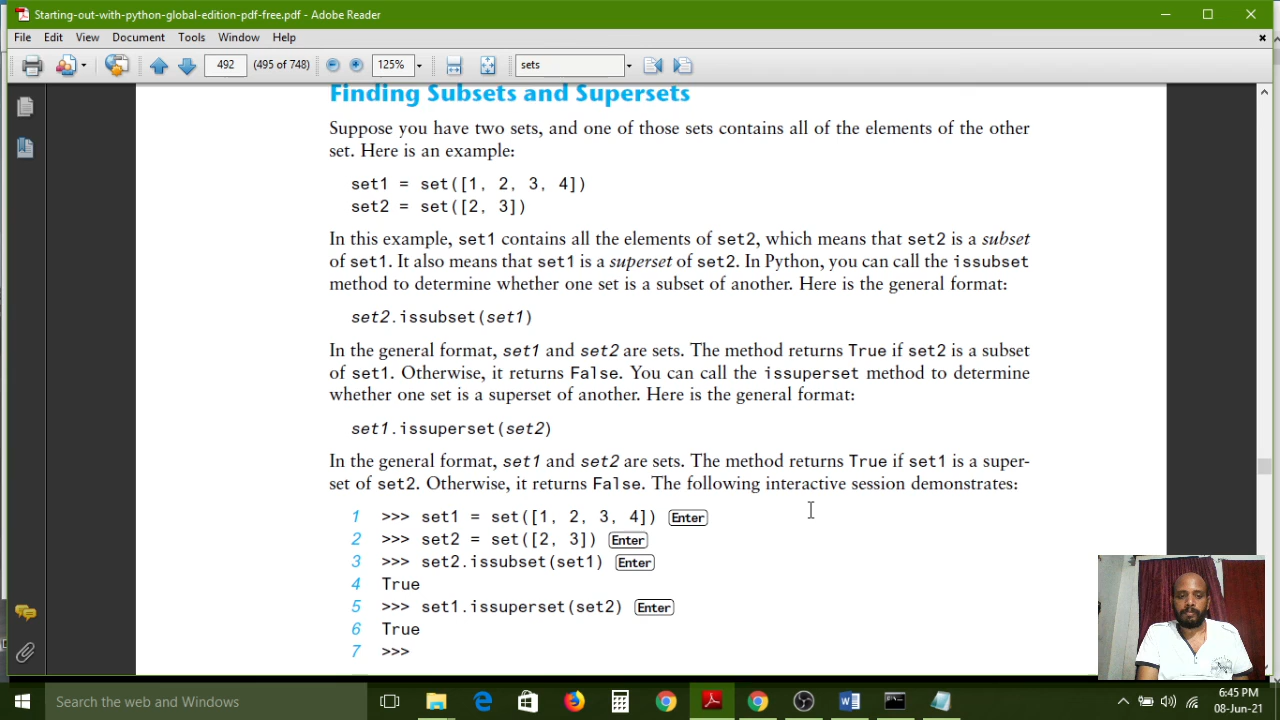 Starting-out-with-python-global-edition-pdf-free.pdf - Adobe Reader
File Edit View Document Tools Window Help
492 (495 of 748) 125% sets
Finding Subsets and Supersets
Suppose you have two sets, and one of those sets contains all of the elements of the other
set. Here is an example:
set1 = set([1, 2, 3, 4])
set2 = set([2, 3])
In this example, set1 contains all the elements of set2, which means that set2 is a subset
of set1. It also means that set1 is a superset of set2. In Python, you can call the issubset
method to determine whether one set is a subset of another. Here is the general format:
set2.issubset(set1)
In the general format, set1 and set2 are sets. The method returns True if set2 is a subset
of set1. Otherwise, it returns False. You can call the issuperset method to determine
whether one set is a superset of another. Here is the general format:
set1.issuperset(set2)
In the general format, set1 and set2 are sets. The method returns True if set1 is a super-
set of set2. Otherwise, it returns False. The following interactive session demonstrates:
1 >>> set1 = set([1, 2, 3, 4]) Enter
2 >>> set2 = set([2, 3]) Enter
3 >>> set2.issubset(set1) Enter
4 True
5 >>> set1.issuperset(set2) Enter
6 True
7 >>>
Search the web and Windows
6:45 PM
08-Jun-21